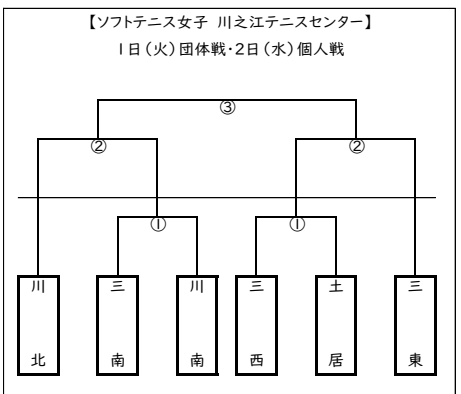 【ソフトテニス女子 川之江テニスセンター】
1日(火)団体戦・2日(水)個人戦
③
② ②
① ①
川北 三南 川南 三西 土居 三東